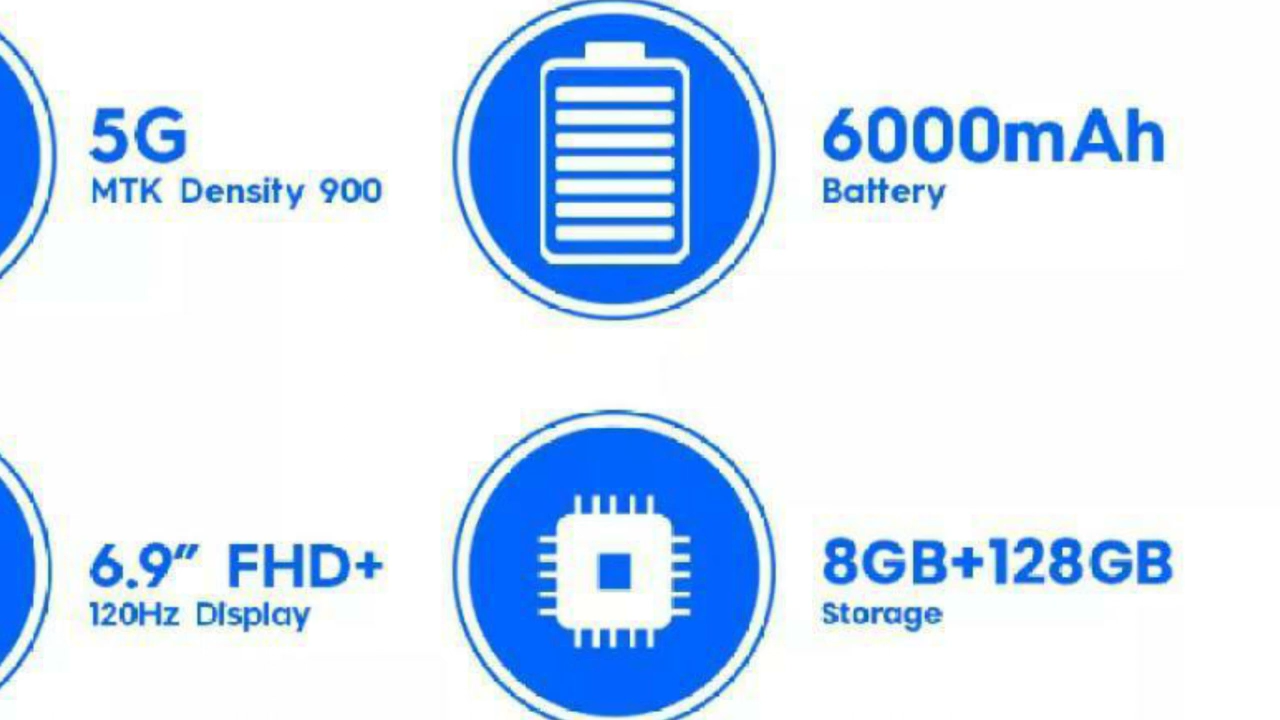 5G
MTK Density 900
6000mAh
Battery
6.9” FHD+
120Hz Display
8GB+128GB
Storage